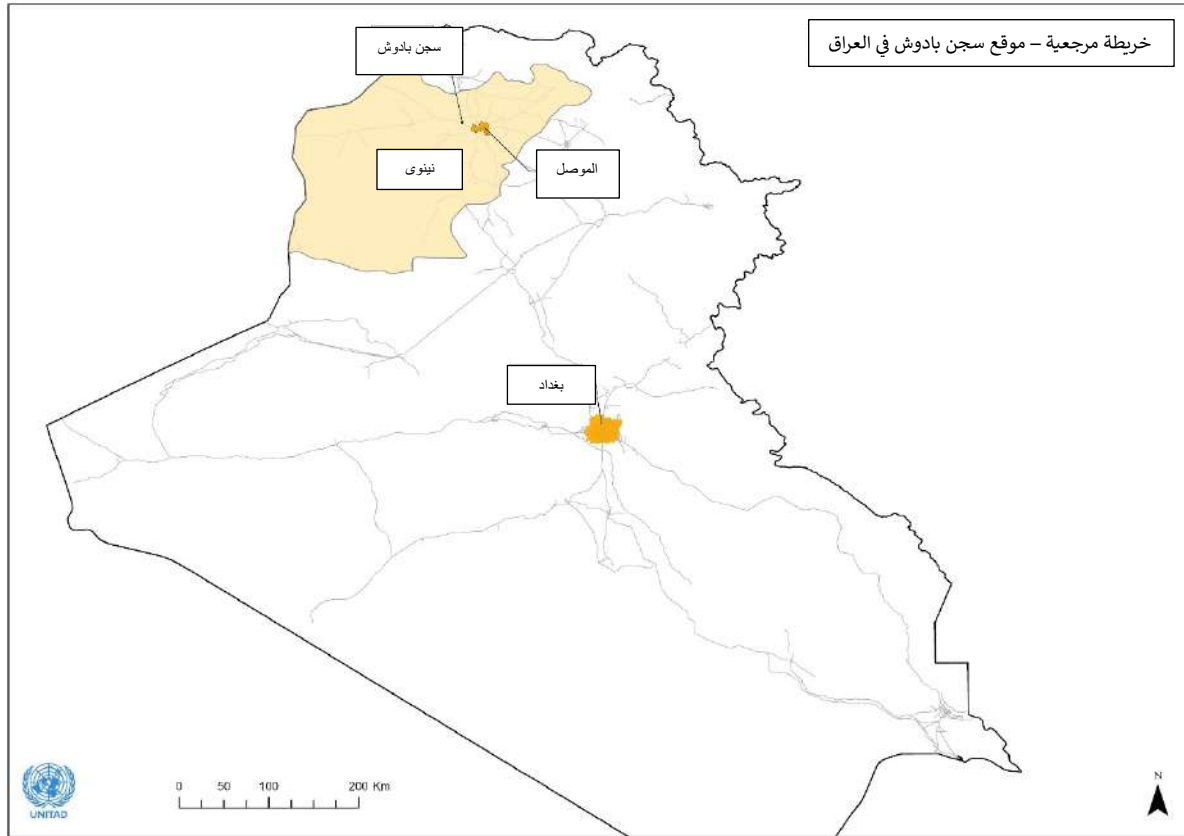 خريطة مرجعية – موقع سجن بادوش في العراق
سجن بادوش
نينوى
الموصل
بغداد
UNITAD
0 50 100 200 Km
N